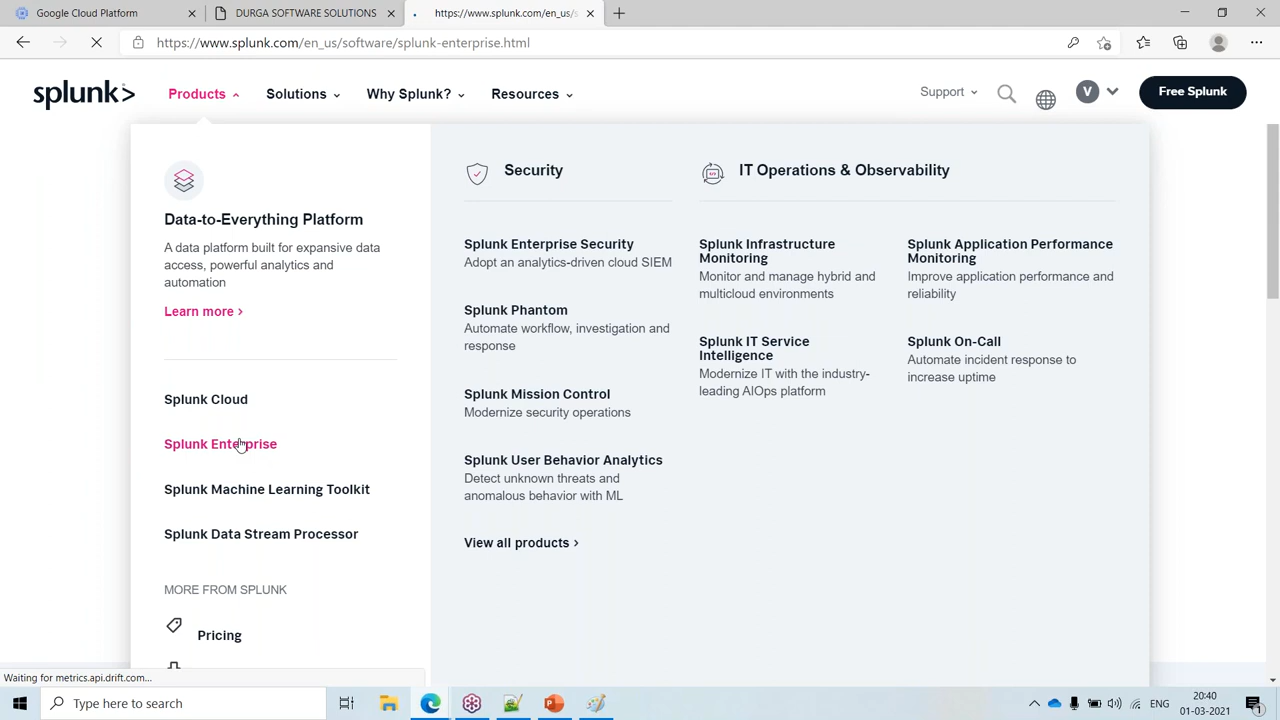 Google Cloud Platform
DURGA SOFTWARE SOLUTIONS
https://www.splunk.com/en_us/s
https://www.splunk.com/en_us/software/splunk-enterprise.html
splunk>
Products
Solutions
Why Splunk?
Resources
Support
V
Free Splunk
Data-to-Everything Platform
A data platform built for expansive data
access, powerful analytics and
automation
Learn more >
Splunk Cloud
Splunk Enterprise
Splunk Machine Learning Toolkit
Splunk Data Stream Processor
MORE FROM SPLUNK
Pricing
Security
Splunk Enterprise Security
Adopt an analytics-driven cloud SIEM
Splunk Phantom
Automate workflow, investigation and
response
Splunk Mission Control
Modernize security operations
Splunk User Behavior Analytics
Detect unknown threats and
anomalous behavior with ML
View all products >
IT Operations & Observability
Splunk Infrastructure
Monitoring
Monitor and manage hybrid and
multicloud environments
Splunk IT Service
Intelligence
Modernize IT with the industry-
leading AIOps platform
Splunk Application Performance
Monitoring
Improve application performance and
reliability
Splunk On-Call
Automate incident response to
increase uptime
Waiting for metrics.api.drift.com...
Type here to search
ENG
20:40
01-03-2021
1